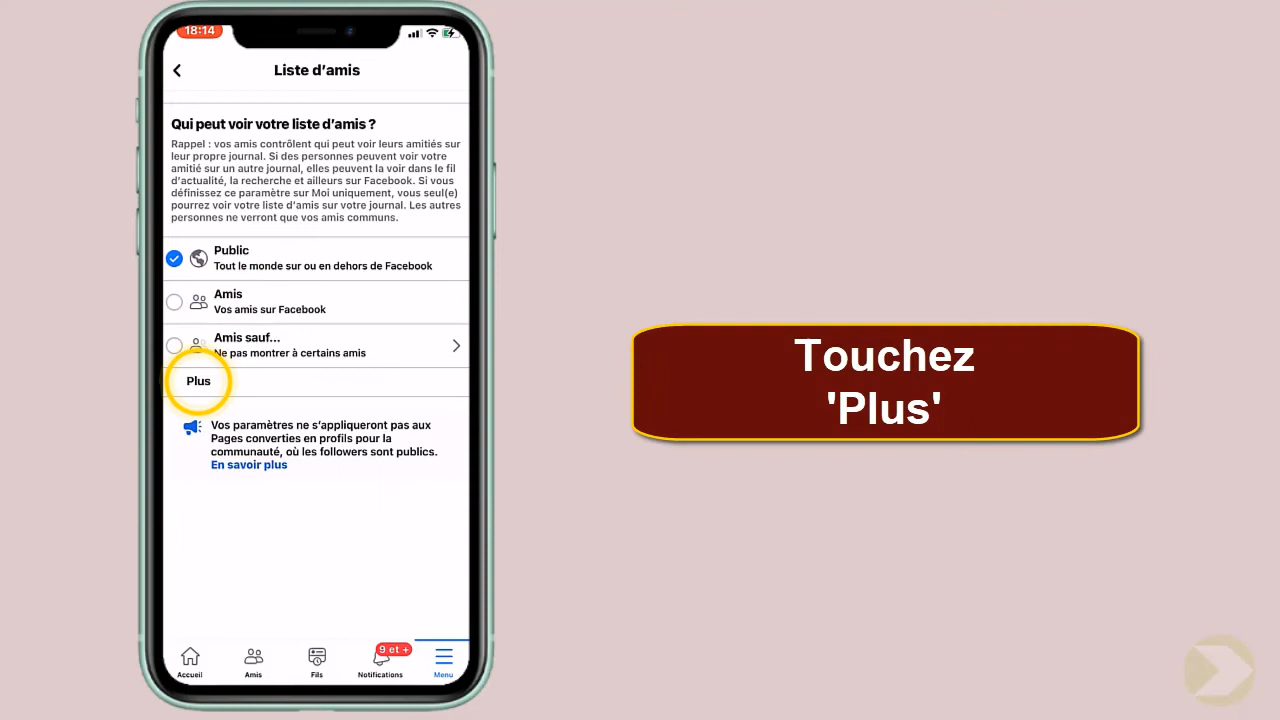 18:14
Liste d’amis
Qui peut voir votre liste d’amis ?
Rappel : vos amis contrôlent qui peut voir leurs amitiés sur
leur propre journal. Si des personnes peuvent voir votre
amitié sur un autre journal, elles peuvent la voir dans le fil
d’actualité, la recherche et ailleurs sur Facebook. Si vous
définissez ce paramètre sur Moi uniquement, vous seul(e)
pourrez voir votre liste d’amis sur votre journal. Les autres
personnes ne verront que vos amis communs.
Public
Tout le monde sur ou en dehors de Facebook
Amis
Vos amis sur Facebook
Amis sauf...
Ne pas montrer à certains amis
Plus
Vos paramètres ne s’appliqueront pas aux
Pages converties en profils pour la
communauté, où les followers sont publics.
En savoir plus
9 et +
Accueil
Amis
Fils
Notifications
Menu
Touchez
'Plus'